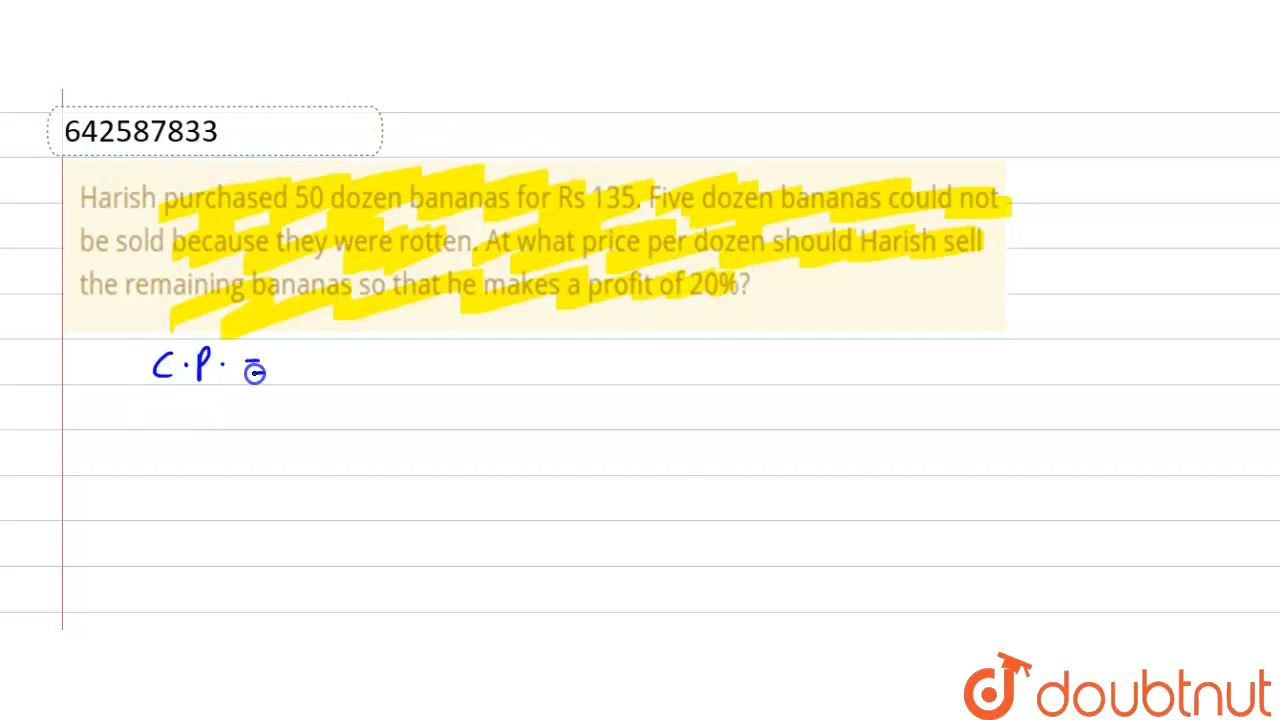 642587833
Harish purchased 50 dozen bananas for Rs 135. Five dozen bananas could not
be sold because they were rotten. At what price per dozen should Harish sell
the remaining bananas so that he makes a profit of 20%?
C.P. =
doubtnut